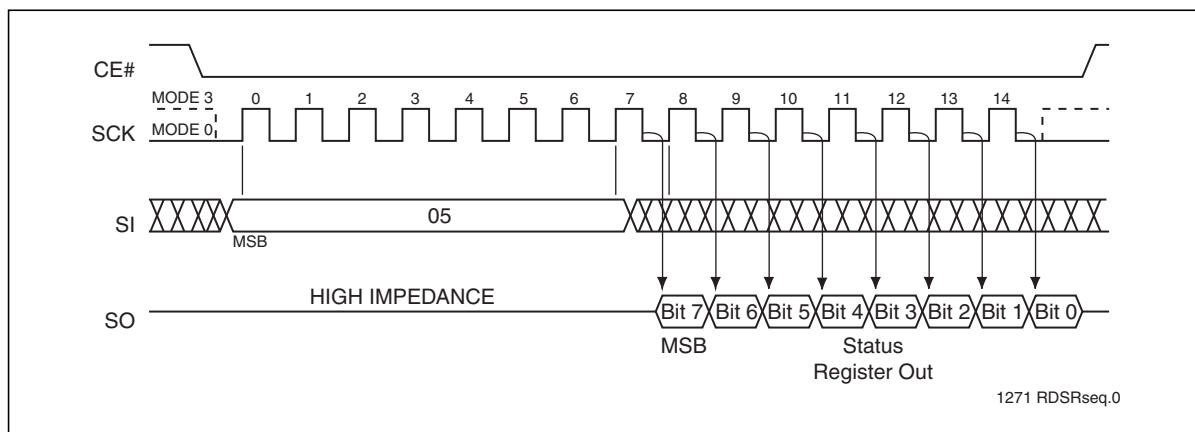 CE#
MODE 3 0 1 2 3 4 5 6 7 8 9 10 11 12 13 14
SCK MODE 0
SI 05
MSB
HIGH IMPEDANCE
SO Bit 7 Bit 6 Bit 5 Bit 4 Bit 3 Bit 2 Bit 1 Bit 0
MSB Status
Register Out
1271 RDSRseq.0